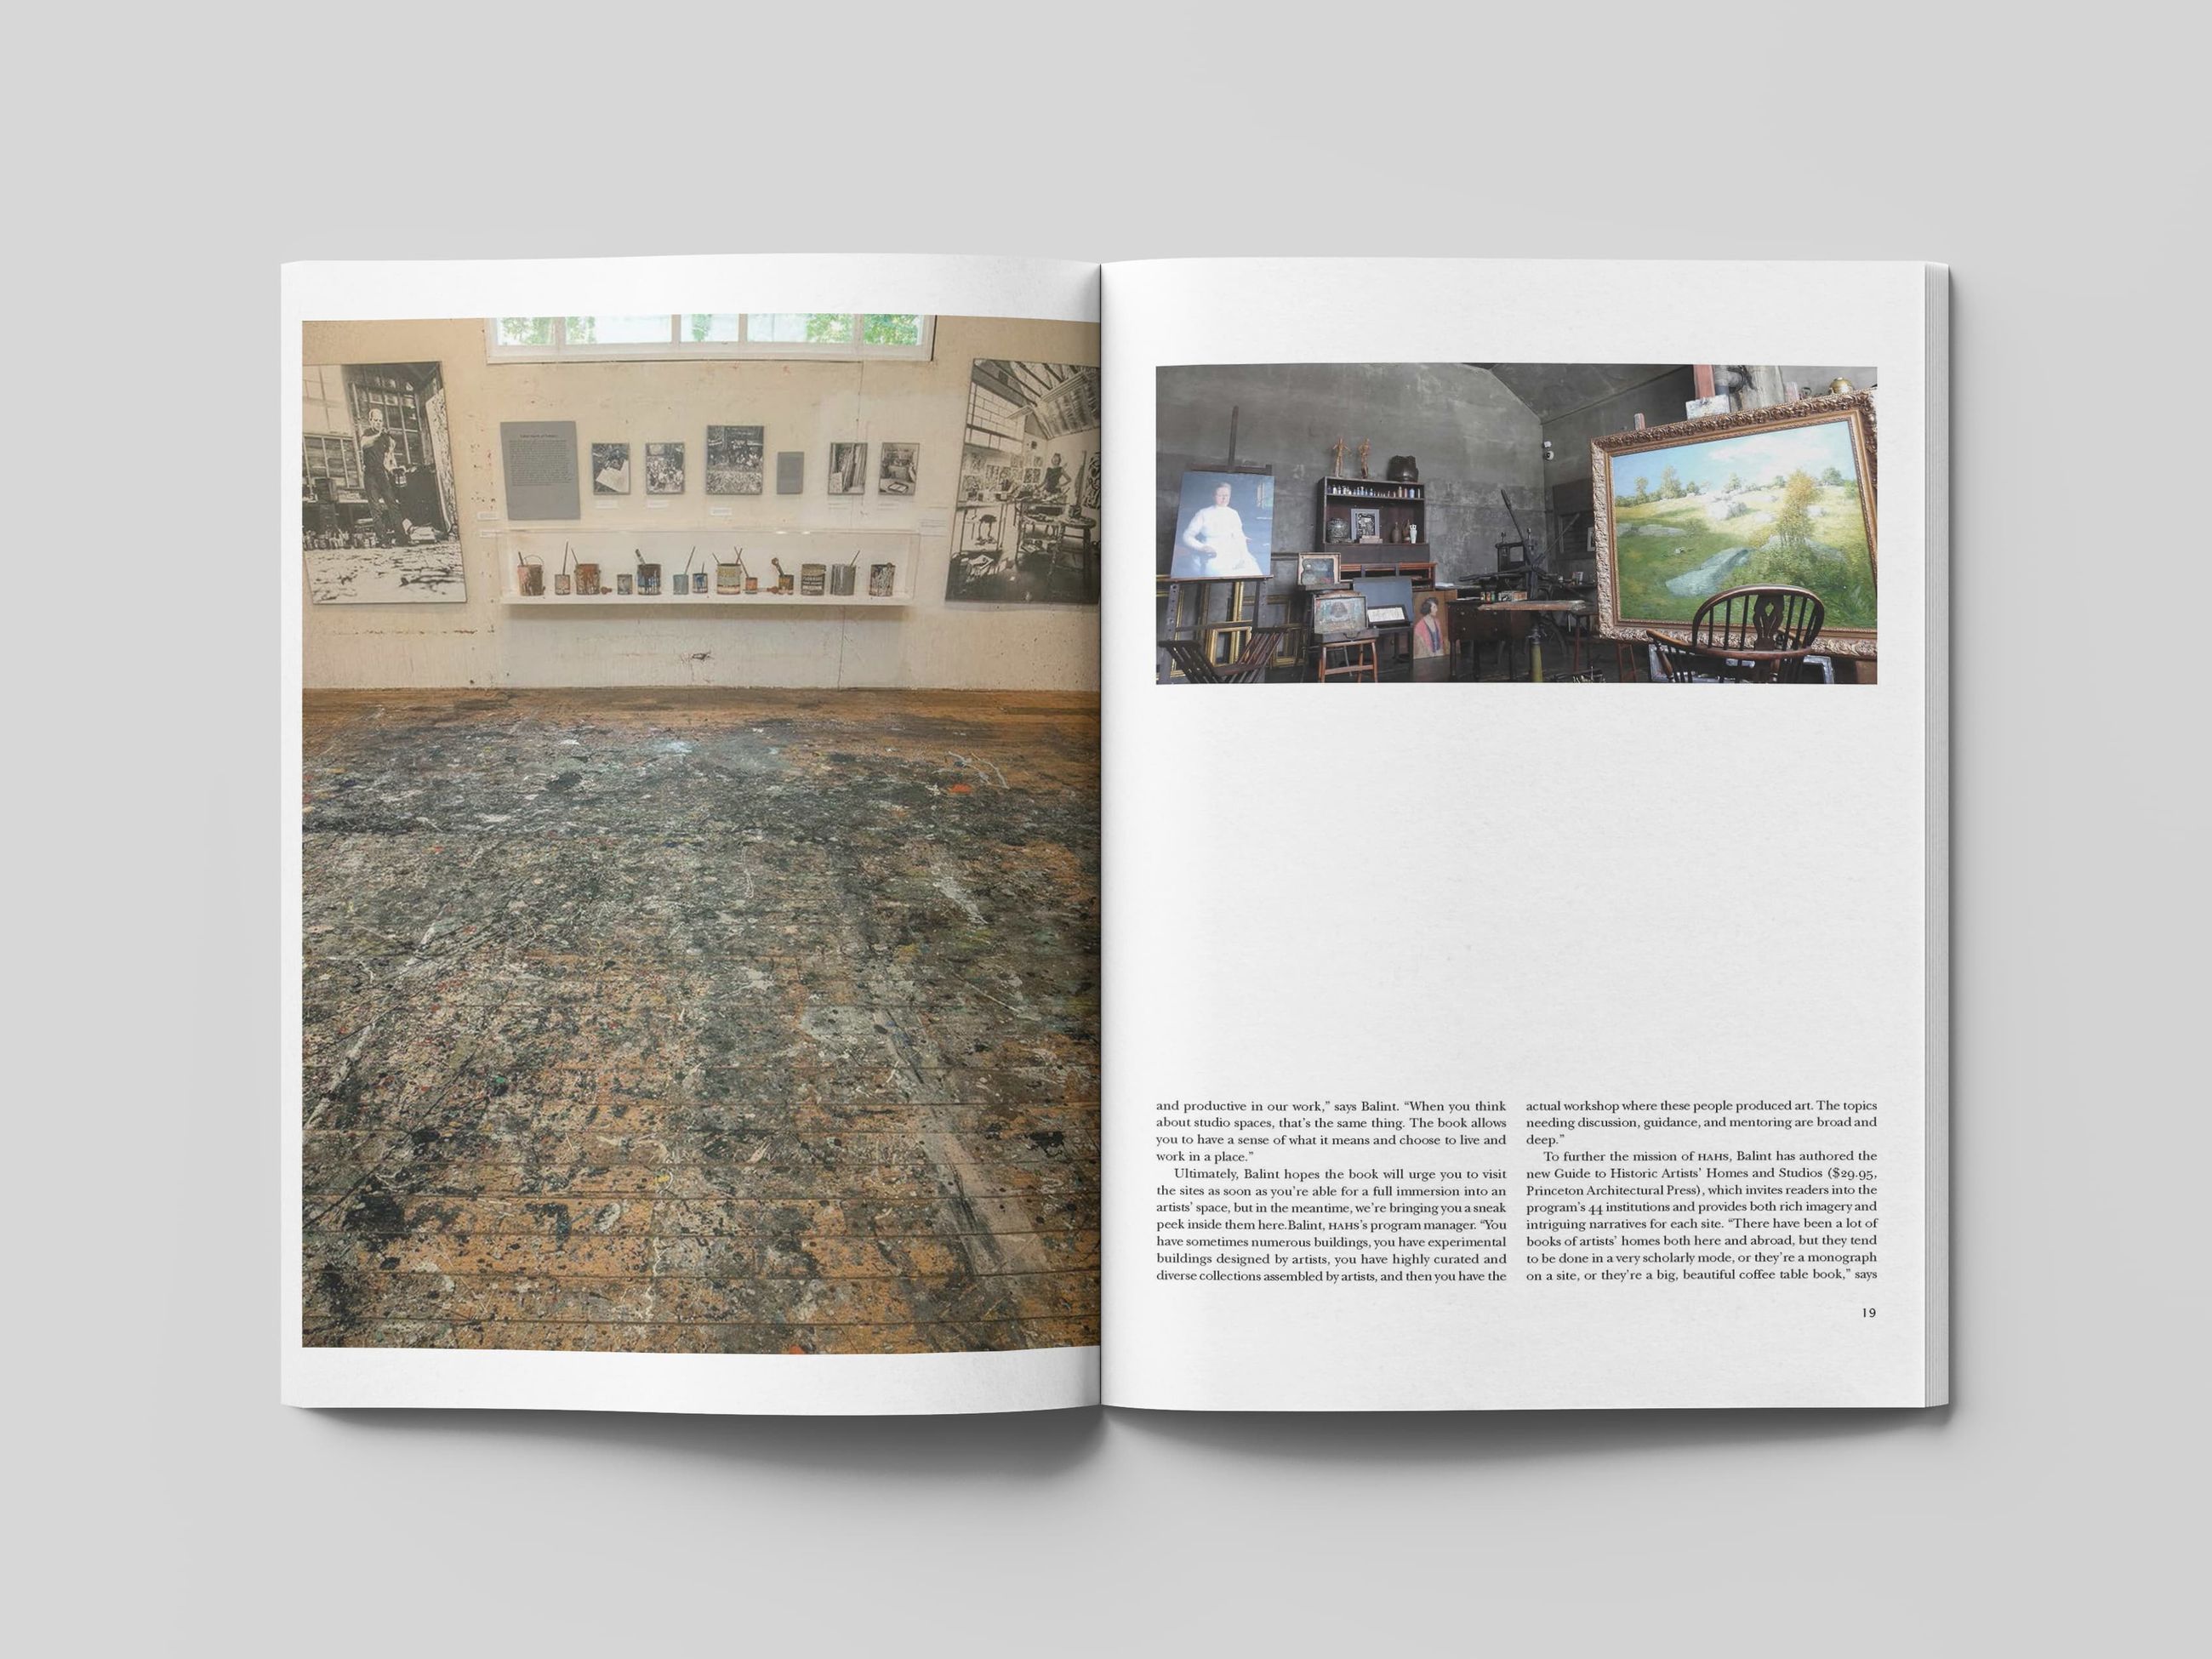 and productive in our work,” says Balint. “When you think
about studio spaces, that’s the same thing. The book allows
you to have a sense of what it means and choose to live and
work in a place.”
Ultimately, Balint hopes the book will urge you to visit
the sites as soon as you’re able for a full immersion into an
artists’ space, but in the meantime, we’re bringing you a sneak
peek inside them here.Balint, HAHS’s program manager. “You
have sometimes numerous buildings, you have experimental
buildings designed by artists, you have highly curated and
diverse collections assembled by artists, and then you have the
actual workshop where these people produced art. The topics
needing discussion, guidance, and mentoring are broad and
deep.”
To further the mission of HAHS, Balint has authored the
new Guide to Historic Artists’ Homes and Studios ($29.95,
Princeton Architectural Press), which invites readers into the
program’s 44 institutions and provides both rich imagery and
intriguing narratives for each site. “There have been a lot of
books of artists’ homes both here and abroad, but they tend
to be done in a very scholarly mode, or they’re a monograph
on a site, or they’re a big, beautiful coffee table book,” says
19